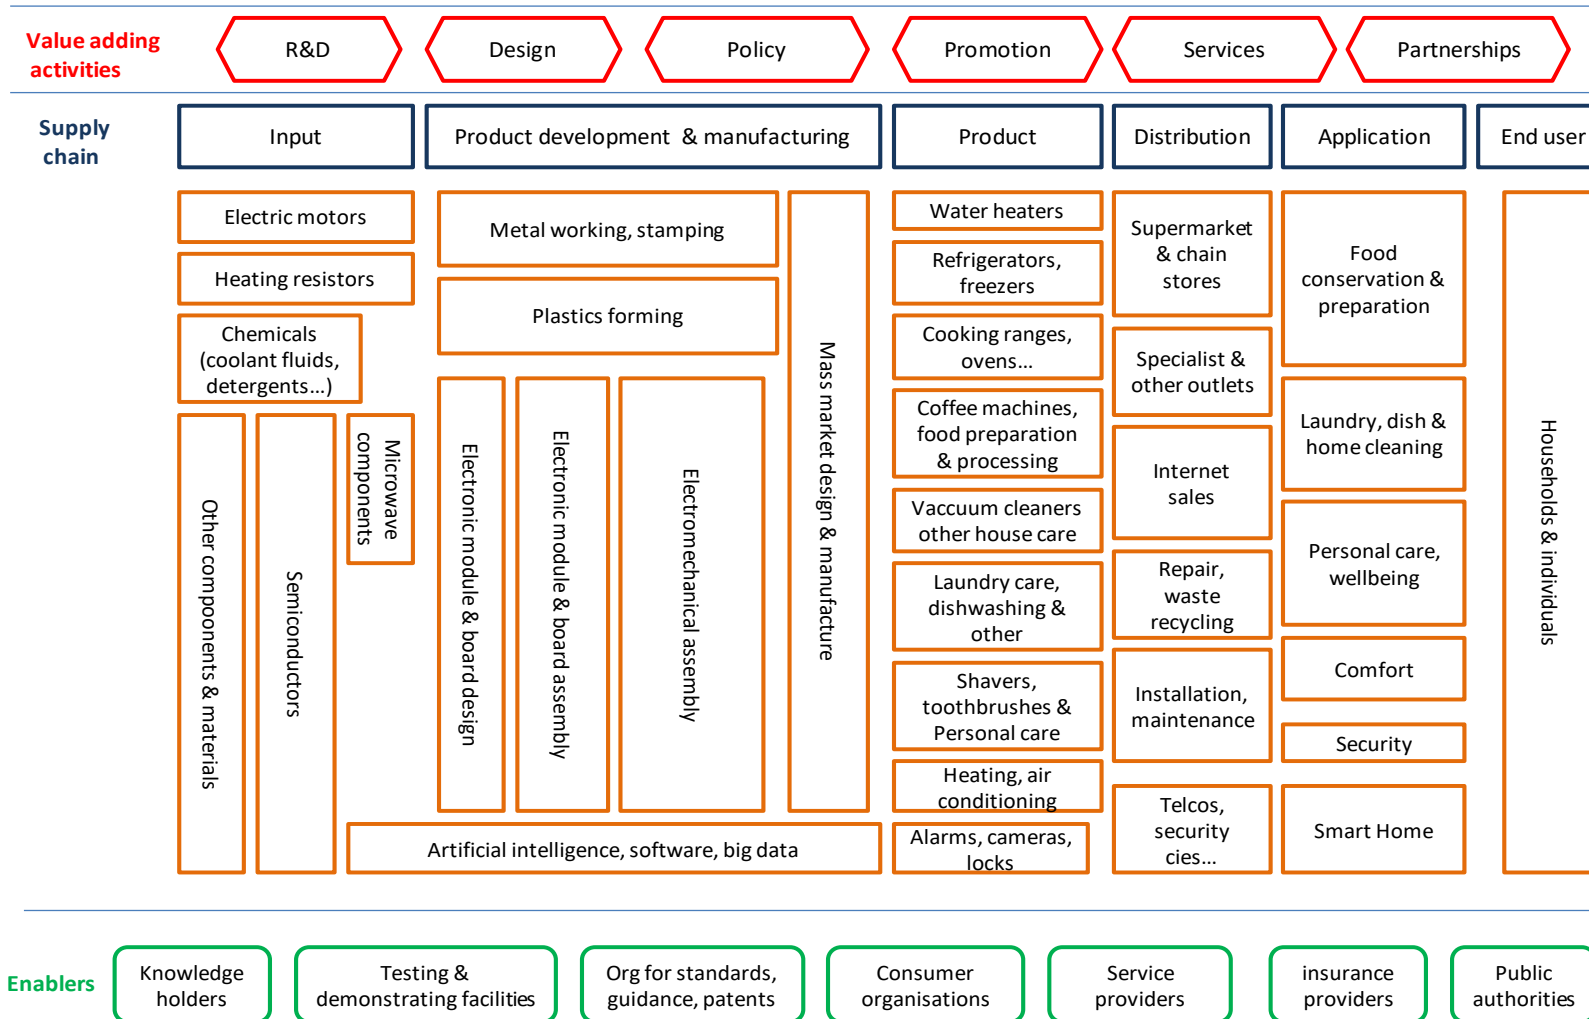 Value adding
activities
R&D
Design
Policy
Promotion
Services
Partnerships
Supply
chain
Input
Product development & manufacturing
Product
Distribution
Application
End user
Electric motors
Heating resistors
Chemicals
(coolant fluids,
detergents...)
Other components & materials
Semiconductors
Microwave
components
Metal working, stamping
Plastics forming
Electronic module & board design
Electronic module & board assembly
Electromechanical assembly
Mass market design & manufacture
Artificial intelligence, software, big data
Water heaters
Refrigerators,
freezers
Cooking ranges,
ovens...
Coffee machines,
food preparation
& processing
Vaccuum cleaners
other house care
Laundry care,
dishwashing &
other
Shavers,
toothbrushes &
Personal care
Heating, air
conditioning
Alarms, cameras,
locks
Supermarket
& chain
stores
Specialist &
other outlets
Internet
sales
Repair,
waste
recycling
Installation,
maintenance
Telcos,
security
cies...
Food
conservation &
preparation
Laundry, dish &
home cleaning
Personal care,
wellbeing
Comfort
Security
Smart Home
Households & individuals
Enablers
Knowledge
holders
Testing &
demonstrating facilities
Org for standards,
guidance, patents
Consumer
organisations
Service
providers
insurance
providers
Public
authorities